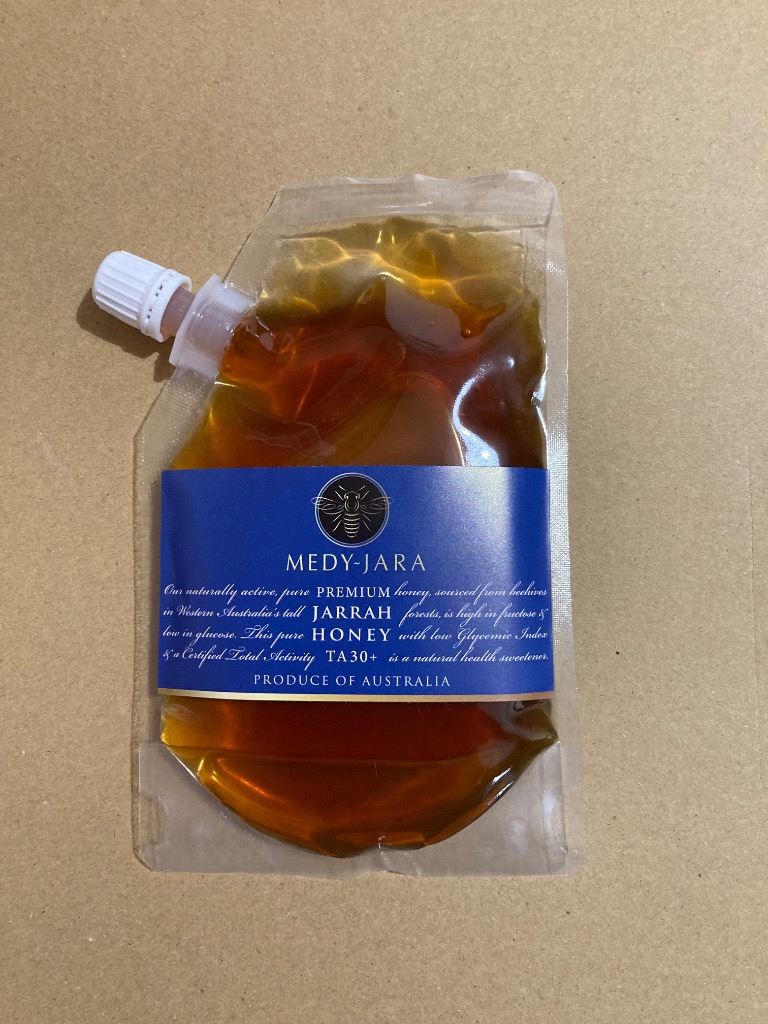 MEDY-JARA
Our naturally active, pure PREMIUM honey, sourced from beehives
in Western Australia's tall JARRAH forests, is high in fructose &
low in glucose. This pure HONEY with low Glycemic Index
& a Certified Total Activity TA30+ is a natural health sweetener.
PRODUCE OF AUSTRALIA